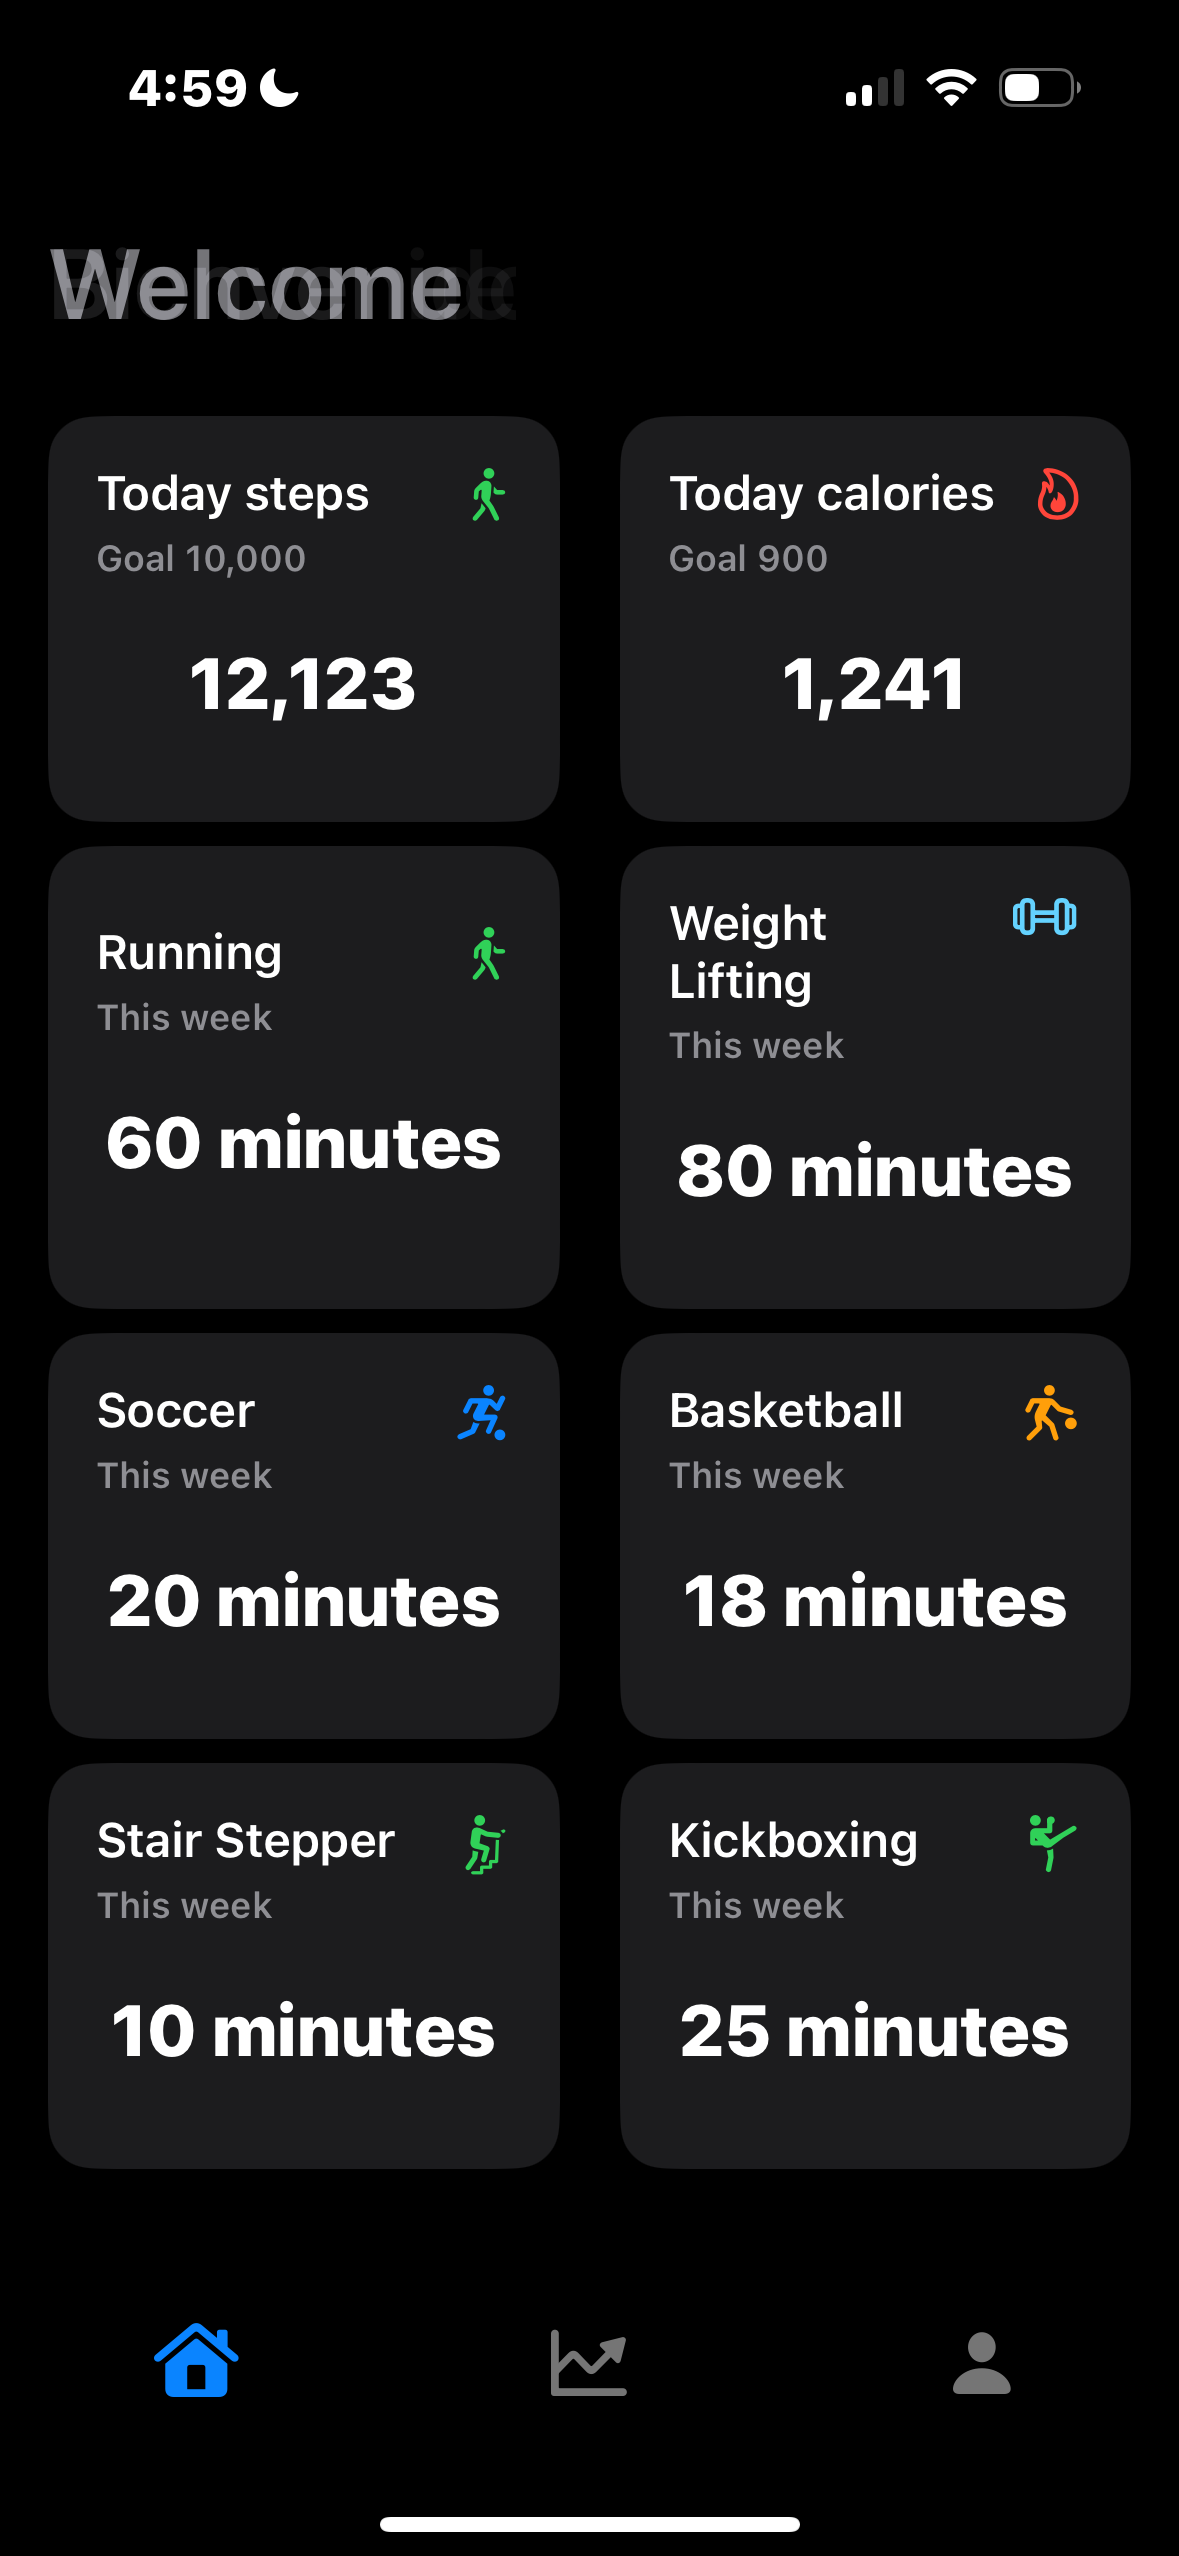 4:59
Welcome
Today steps
Goal 10,000
12,123
Today calories
Goal 900
1,241
Running
This week
60 minutes
Weight
Lifting
This week
80 minutes
Soccer
This week
20 minutes
Basketball
This week
18 minutes
Stair Stepper
This week
10 minutes
Kickboxing
This week
25 minutes